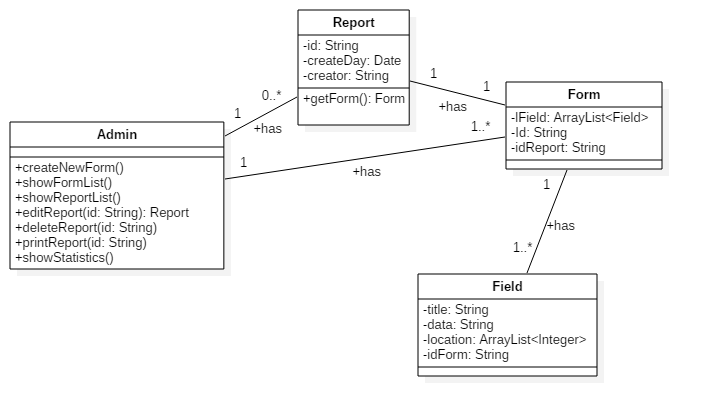 Report
-id: String
-createDay: Date
-creator: String
+getForm(): Form
0..*
1
+has
1
1
+has
Form
-lField: ArrayList<Field>
-Id: String
-idReport: String
Admin
+createNewForm()
+showFormList()
+showReportList()
+editReport(id: String): Report
+deleteReport(id: String)
+printReport(id: String)
+showStatistics()
1
1..*
+has
1
+has
1..*
Field
-title: String
-data: String
-location: ArrayList<Integer>
-idForm: String